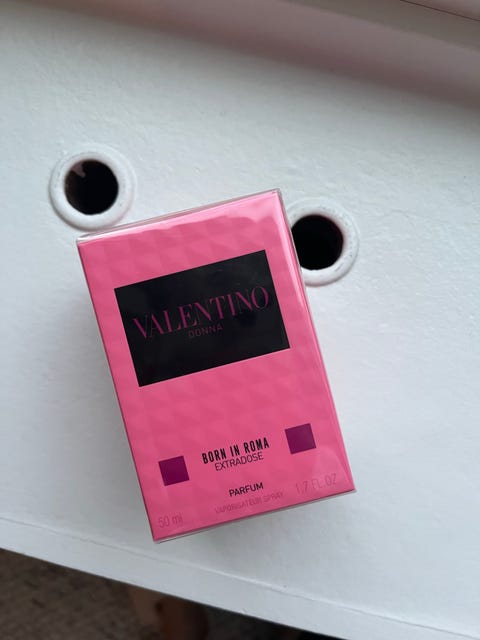 VALENTINO
DONNA
BORN IN ROMA
EXTRADOSE
PARFUM
VAPORISATEUR SPRAY
50 ml
1.7 FL.OZ.